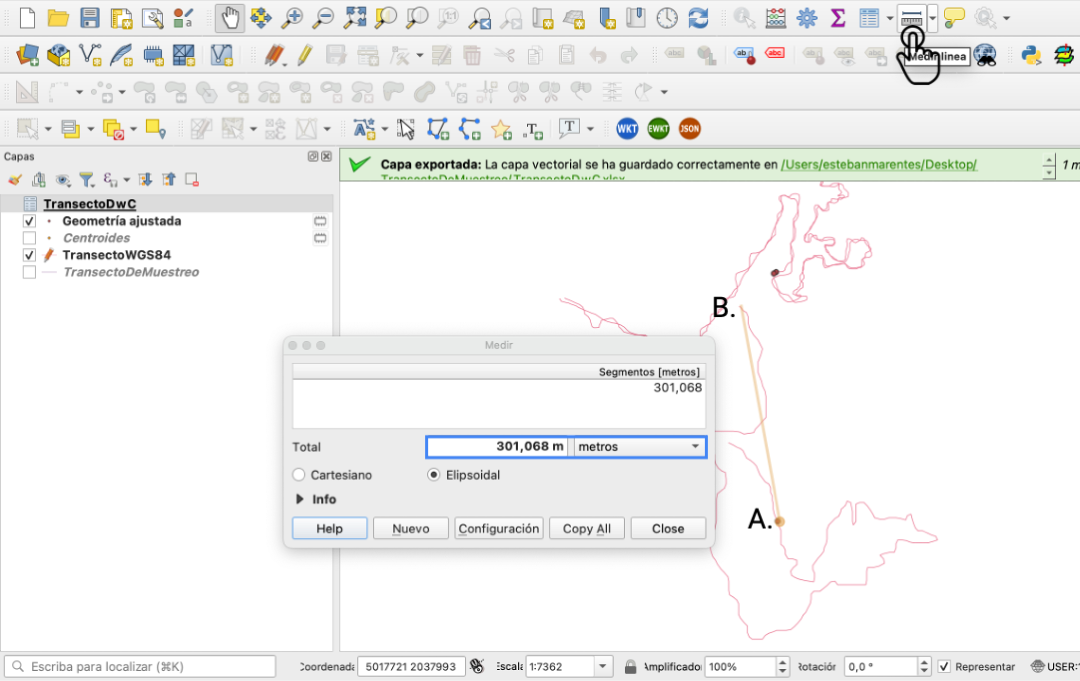 Medir linea
WKT
EWKT
JSON
Capas
Capa exportada: La capa vectorial se ha guardado correctamente en /Users/estebanmarentes/Desktop/
TransectoDeMuestreo/TransectoDwC.xlsx
1 m
TransectoDwC
Geometría ajustada
Centroides
TransectoWGS84
TransectoDeMuestreo
B.
Medir
Segmentos [metros]
301,068
Total
301,068 m
metros
Cartesiano
Elipsoidal
Info
Help
Nuevo
Configuración
Copy All
Close
A.
Escriba para localizar (⌘K)
Coordenada
5017721 2037993
Escala
1:7362
Amplificador
100%
Rotación
0,0 °
Representar
USER:1